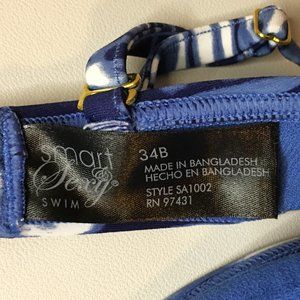 smart
& Sexy®
SWIM
34B
MADE IN BANGLADESH
HECHO EN BANGLADESH
STYLE SA1002
RN 97431